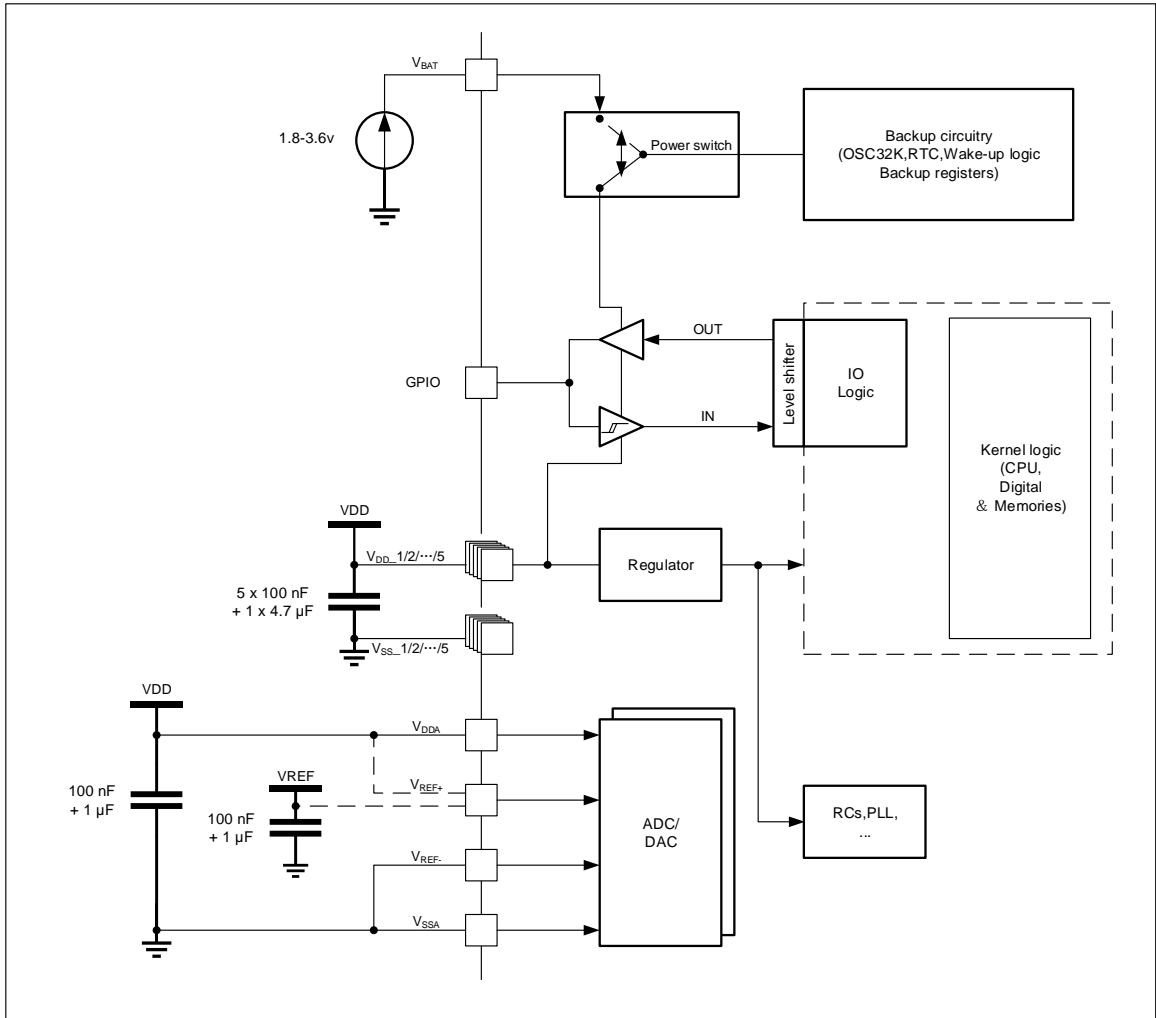 VBAT
1.8-3.6v
Power switch
Backup circuitry
(OSC32K,RTC,Wake-up logic
Backup registers)
OUT
GPIO
IN
Level shifter
IO
Logic
Kernel logic
(CPU,
Digital
& Memories)
VDD
VDD_1/2/···/5
5 x 100 nF
+ 1 x 4.7 µF
VSS_1/2/···/5
Regulator
VDD
VDDA
VREF
VREF+
100 nF
+ 1 µF
100 nF
+ 1 µF
VREF-
VSSA
ADC/
DAC
RCs,PLL,
...